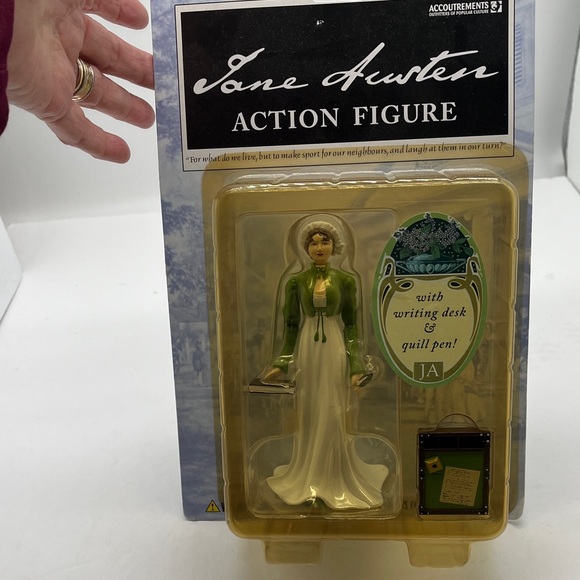 ACCOUTREMENTS
OUTFITTERS OF POPULAR CULTURE
Jane Austen
ACTION FIGURE
"For what do we live, but to make sport for our neighbours, and laugh at them in our turn?"
with
writing desk
&
quill pen!
JA